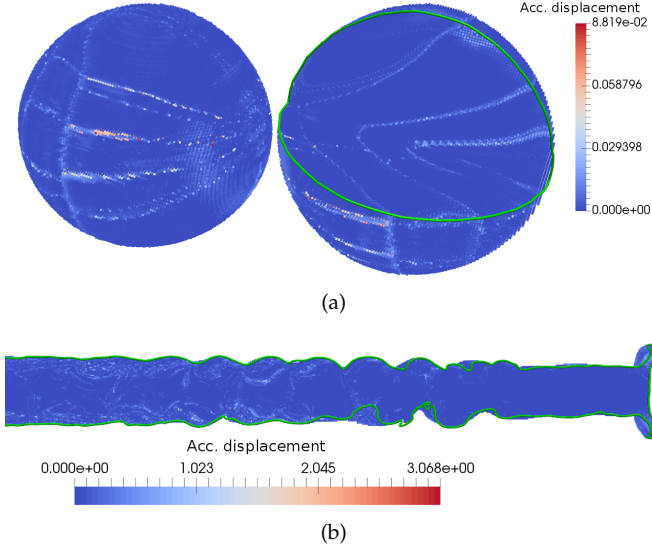 Acc. displacement
8.819e-02
0.058796
0.029398
0.000e+00
(a)
Acc. displacement
0.000e+00 1.023 2.045 3.068e+00
(b)